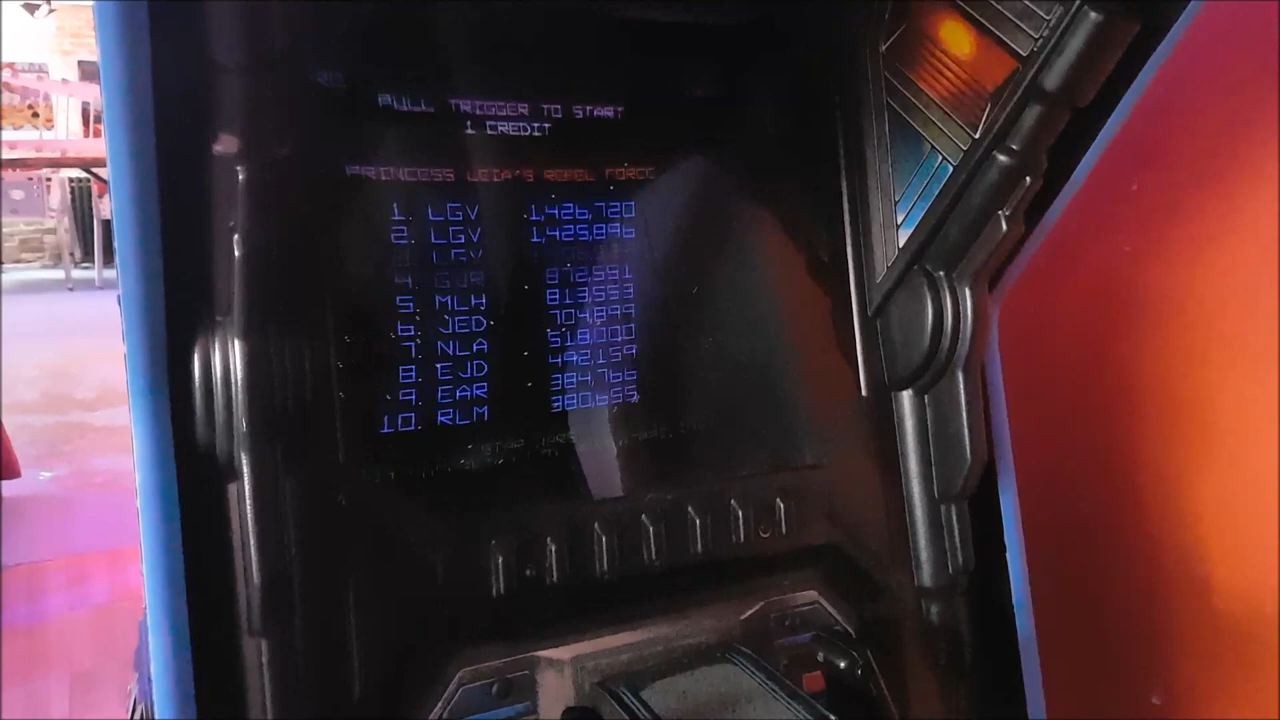 PULL TRIGGER TO START
1 CREDIT
PRINCESS LEIA'S REBEL FORCE
1. LGV 1,426,720
2. LGV 1,425,896
LGV
4. 872,591
5. MLH 813,553
6. JED 704,899
7. NLA 518,000
8. EJD 492,159
9. EAR 384,766
10. RLM 380,655